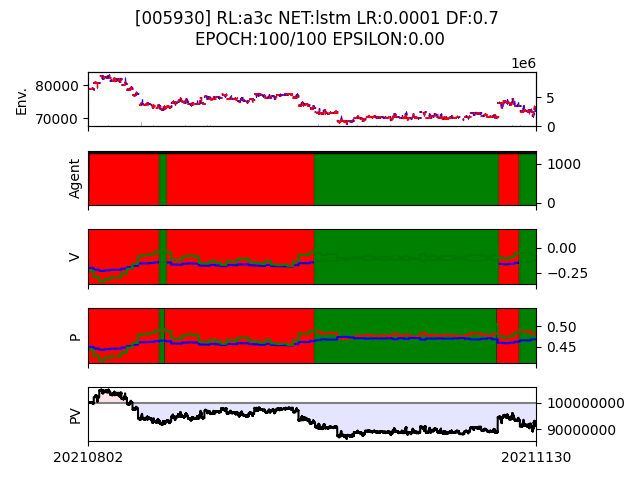 [005930] RL:a3c NET:lstm LR:0.0001 DF:0.7
EPOCH:100/100 EPSILON:0.00
1e6
Env.
80000
70000
5
0
Agent
1000
0
V
0.00
−0.25
P
0.50
0.45
PV
100000000
90000000
20210802
20211130